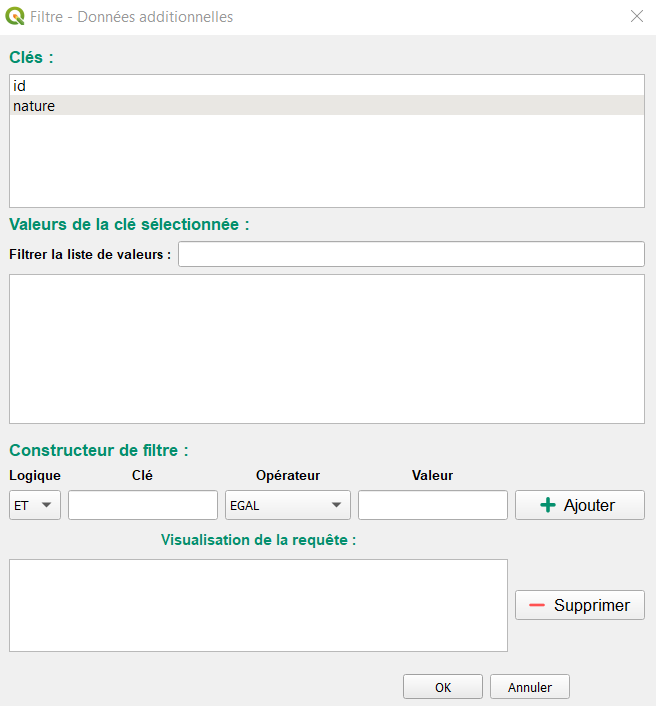 Filtre - Données additionnelles
Clés :
id
nature
Valeurs de la clé sélectionnée :
Filtrer la liste de valeurs :
Constructeur de filtre :
Logique Clé Opérateur Valeur
ET EGAL Ajouter
Visualisation de la requête :
Supprimer
OK Annuler